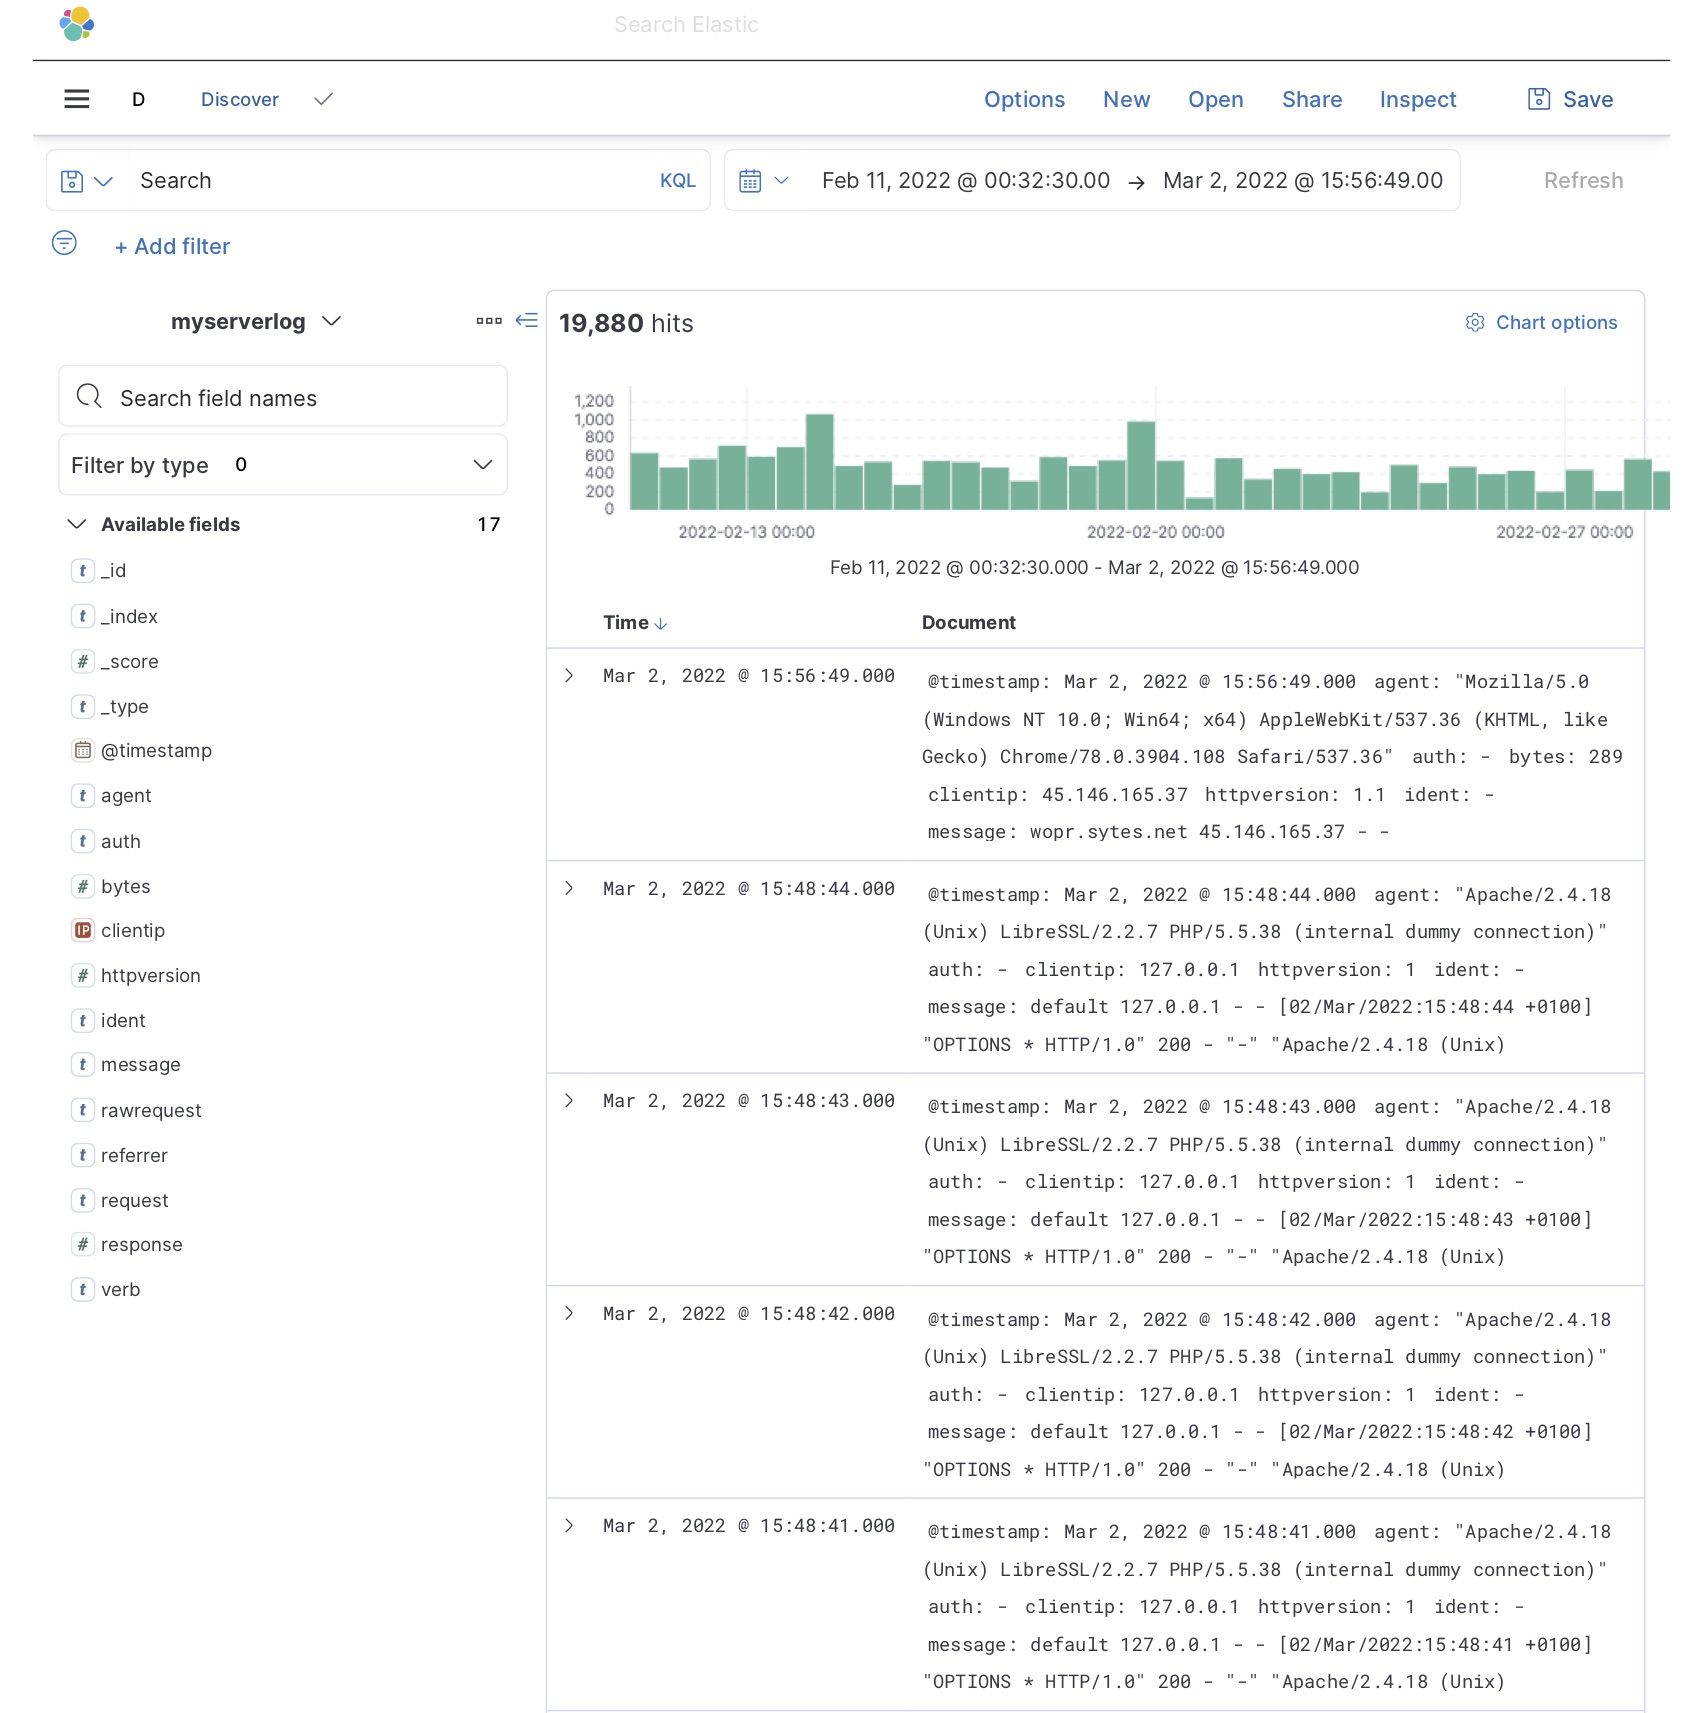 Search Elastic
D Discover Options New Open Share Inspect Save
Search KQL Feb 11, 2022 @ 00:32:30.00 → Mar 2, 2022 @ 15:56:49.00 Refresh
+ Add filter
myserverlog
Search field names
Filter by type 0
Available fields 17
t _id
t _index
# _score
t _type
@timestamp
t agent
t auth
# bytes
IP clientip
# httpversion
t ident
t message
t rawrequest
t referrer
t request
# response
t verb
19,880 hits Chart options
1,200
1,000
800
600
400
200
0
2022-02-13 00:00 2022-02-20 00:00 2022-02-27 00:00
Feb 11, 2022 @ 00:32:30.000 - Mar 2, 2022 @ 15:56:49.000
Time ↓ Document
Mar 2, 2022 @ 15:56:49.000 @timestamp: Mar 2, 2022 @ 15:56:49.000 agent: "Mozilla/5.0
(Windows NT 10.0; Win64; x64) AppleWebKit/537.36 (KHTML, like
Gecko) Chrome/78.0.3904.108 Safari/537.36" auth: - bytes: 289
clientip: 45.146.165.37 httpversion: 1.1 ident: -
message: wopr.sytes.net 45.146.165.37 - -
Mar 2, 2022 @ 15:48:44.000 @timestamp: Mar 2, 2022 @ 15:48:44.000 agent: "Apache/2.4.18
(Unix) LibreSSL/2.2.7 PHP/5.5.38 (internal dummy connection)"
auth: - clientip: 127.0.0.1 httpversion: 1 ident: -
message: default 127.0.0.1 - - [02/Mar/2022:15:48:44 +0100]
"OPTIONS * HTTP/1.0" 200 - "-" "Apache/2.4.18 (Unix)
Mar 2, 2022 @ 15:48:43.000 @timestamp: Mar 2, 2022 @ 15:48:43.000 agent: "Apache/2.4.18
(Unix) LibreSSL/2.2.7 PHP/5.5.38 (internal dummy connection)"
auth: - clientip: 127.0.0.1 httpversion: 1 ident: -
message: default 127.0.0.1 - - [02/Mar/2022:15:48:43 +0100]
"OPTIONS * HTTP/1.0" 200 - "-" "Apache/2.4.18 (Unix)
Mar 2, 2022 @ 15:48:42.000 @timestamp: Mar 2, 2022 @ 15:48:42.000 agent: "Apache/2.4.18
(Unix) LibreSSL/2.2.7 PHP/5.5.38 (internal dummy connection)"
auth: - clientip: 127.0.0.1 httpversion: 1 ident: -
message: default 127.0.0.1 - - [02/Mar/2022:15:48:42 +0100]
"OPTIONS * HTTP/1.0" 200 - "-" "Apache/2.4.18 (Unix)
Mar 2, 2022 @ 15:48:41.000 @timestamp: Mar 2, 2022 @ 15:48:41.000 agent: "Apache/2.4.18
(Unix) LibreSSL/2.2.7 PHP/5.5.38 (internal dummy connection)"
auth: - clientip: 127.0.0.1 httpversion: 1 ident: -
message: default 127.0.0.1 - - [02/Mar/2022:15:48:41 +0100]
"OPTIONS * HTTP/1.0" 200 - "-" "Apache/2.4.18 (Unix)